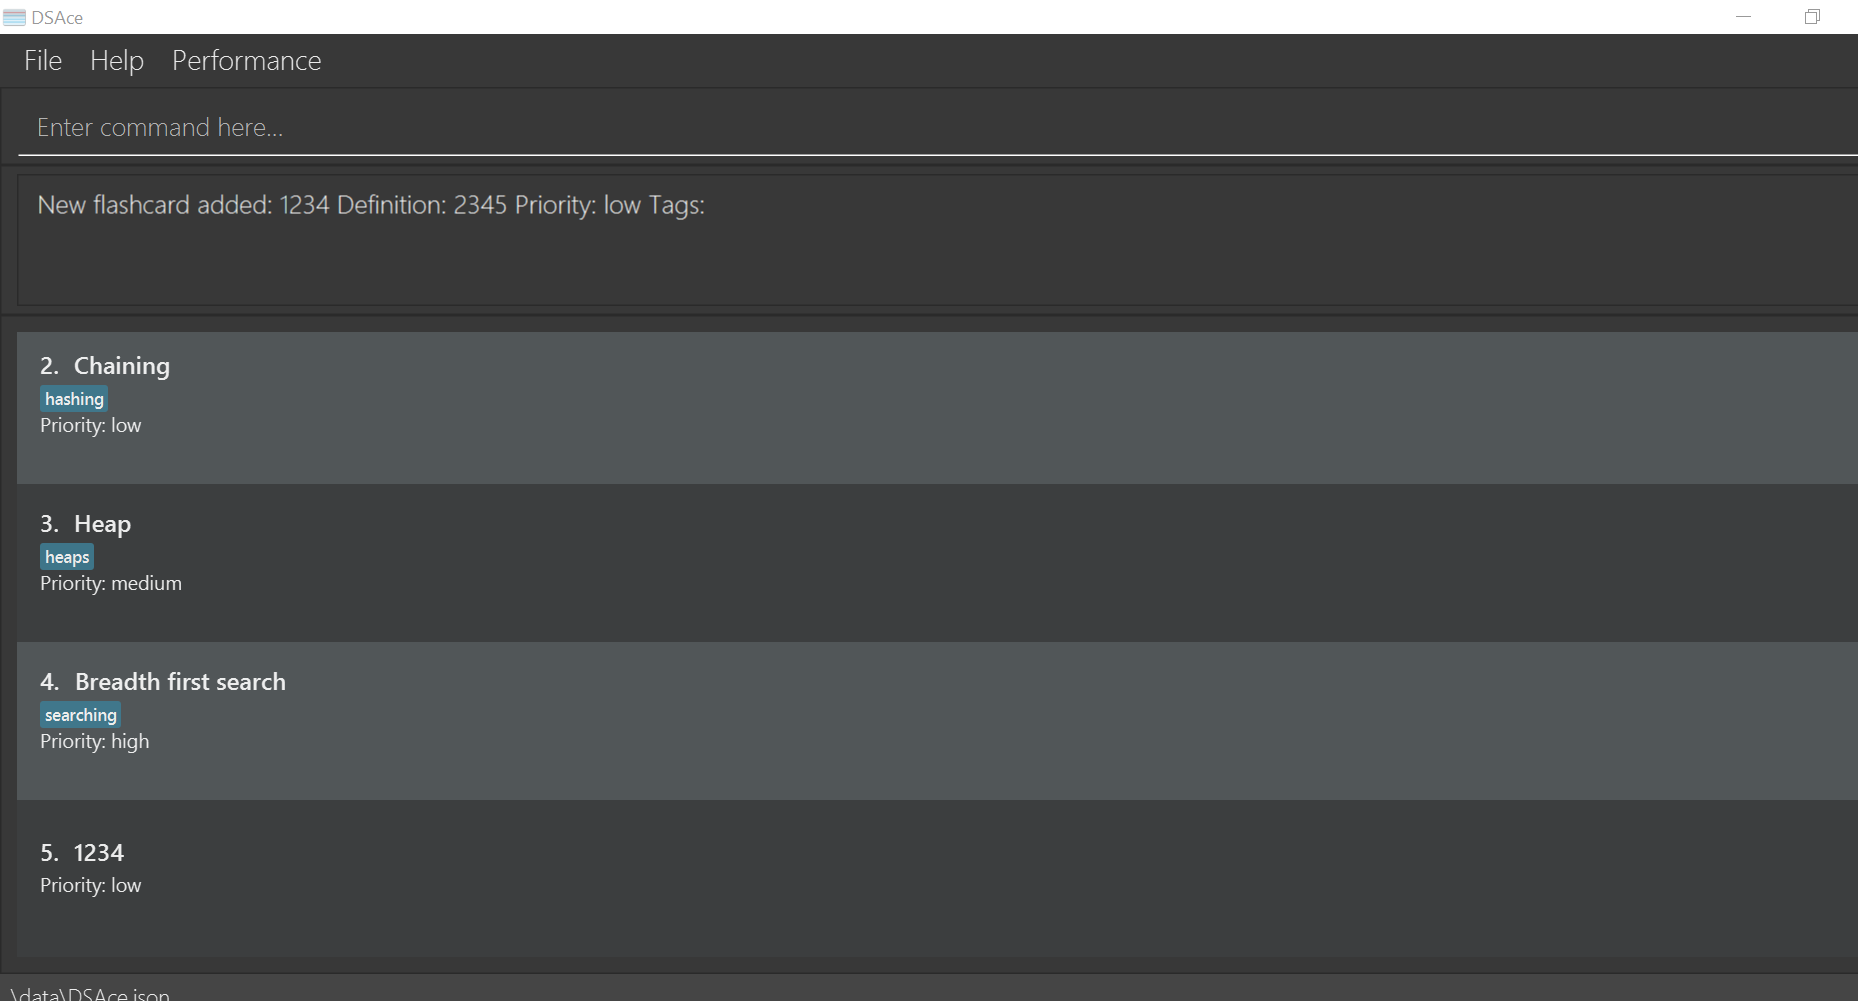 DSAce
File Help Performance
Enter command here...
New flashcard added: 1234 Definition: 2345 Priority: low Tags:
2. Chaining
hashing
Priority: low
3. Heap
heaps
Priority: medium
4. Breadth first search
searching
Priority: high
5. 1234
Priority: low
.\data\DSAce.json